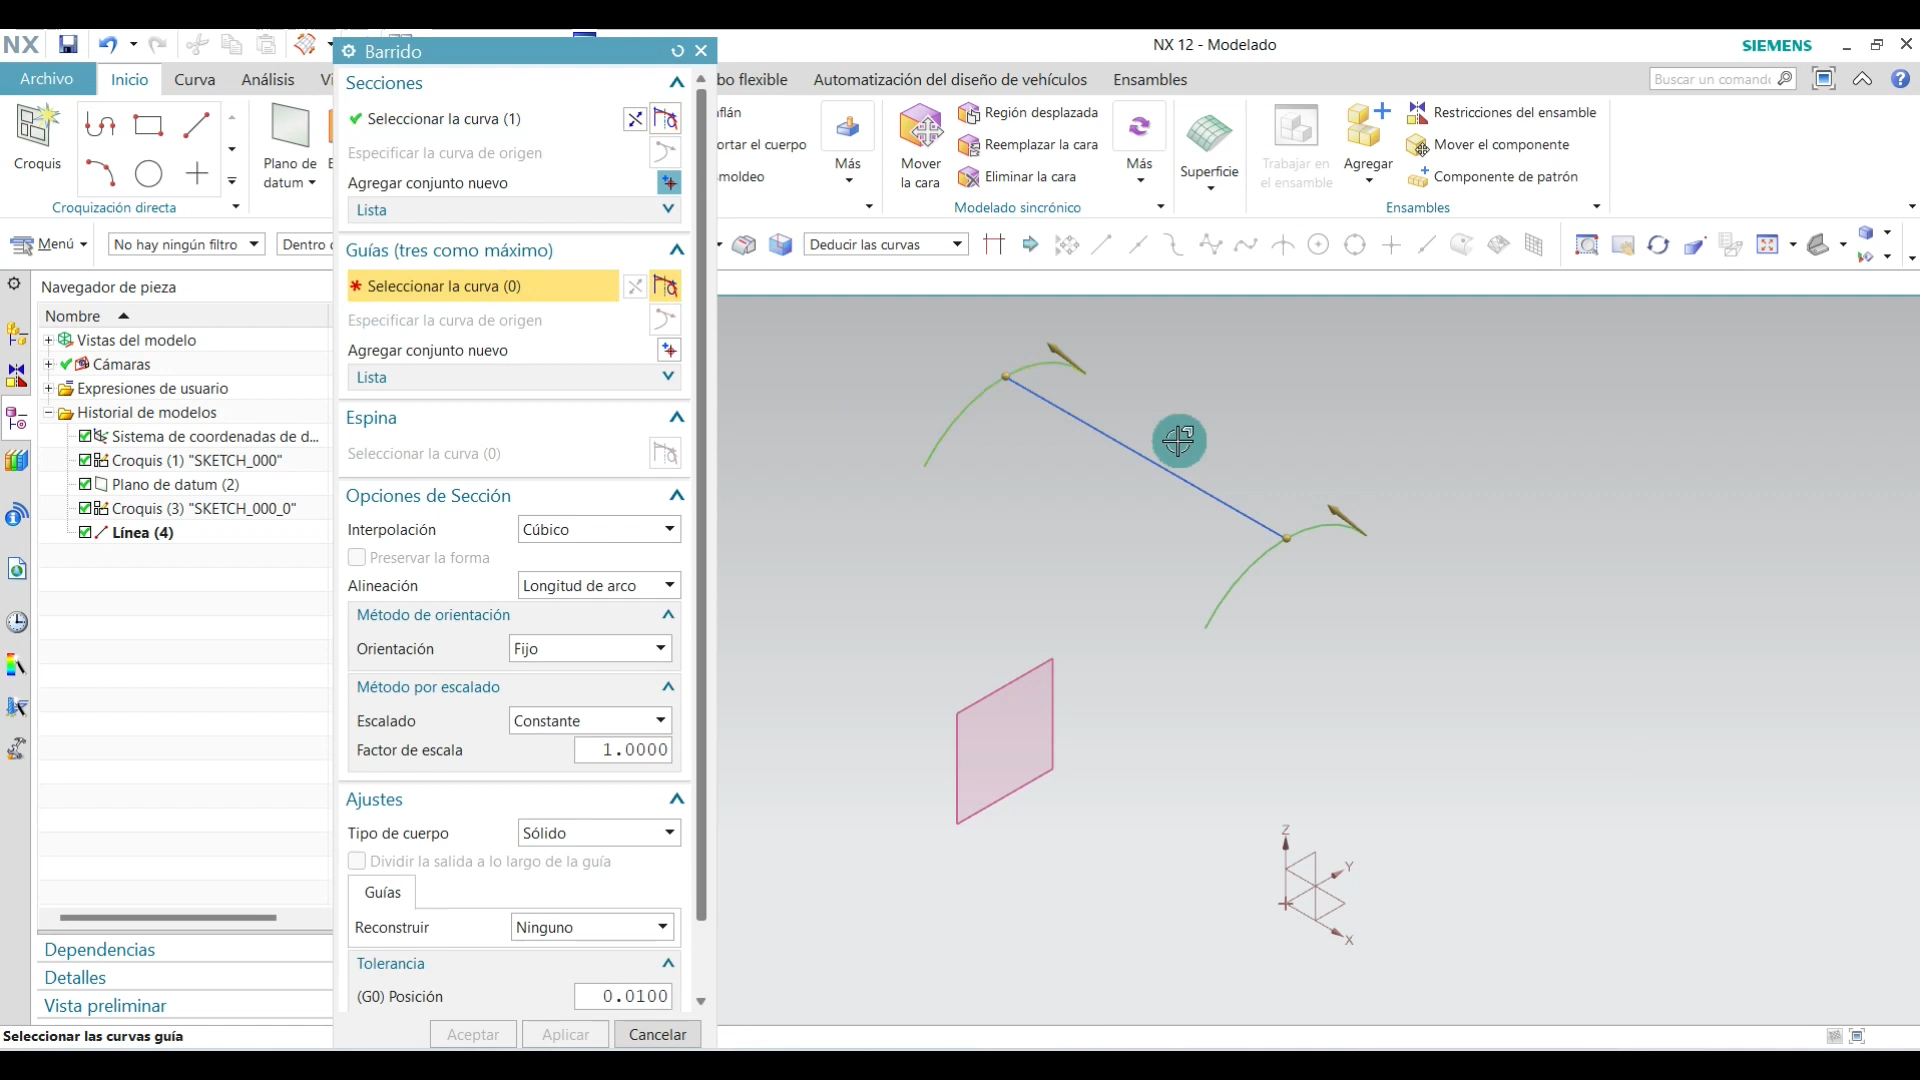 NX
NX 12 - Modelado
SIEMENS
Archivo
Inicio
Curva
Análisis
bo flexible
Automatización del diseño de vehículos
Ensambles
Buscar un comando
Croquis
Plano de
datum
Croquización directa
Barrido
Secciones
Seleccionar la curva (1)
Especificar la curva de origen
Agregar conjunto nuevo
Lista
Guías (tres como máximo)
Seleccionar la curva (0)
Especificar la curva de origen
Agregar conjunto nuevo
Lista
Espina
Seleccionar la curva (0)
Opciones de Sección
Interpolación
Cúbico
Preservar la forma
Alineación
Longitud de arco
Método de orientación
Orientación
Fijo
Método por escalado
Escalado
Constante
Factor de escala
1.0000
Ajustes
Tipo de cuerpo
Sólido
Dividir la salida a lo largo de la guía
Guías
Reconstruir
Ninguno
Tolerancia
(G0) Posición
0.0100
Aceptar
Aplicar
Cancelar
flán
ortar el cuerpo
moldeo
Más
Mover
la cara
Región desplazada
Reemplazar la cara
Eliminar la cara
Más
Modelado sincrónico
Superficie
Trabajar en
el ensamble
Agregar
Restricciones del ensamble
Mover el componente
Componente de patrón
Ensambles
Menú
No hay ningún filtro
Dentro
Deducir las curvas
Navegador de pieza
Nombre
Vistas del modelo
Cámaras
Expresiones de usuario
Historial de modelos
Sistema de coordenadas de d...
Croquis (1) "SKETCH_000"
Plano de datum (2)
Croquis (3) "SKETCH_000_0"
Línea (4)
Dependencias
Detalles
Vista preliminar
Seleccionar las curvas guía
Z
Y
X